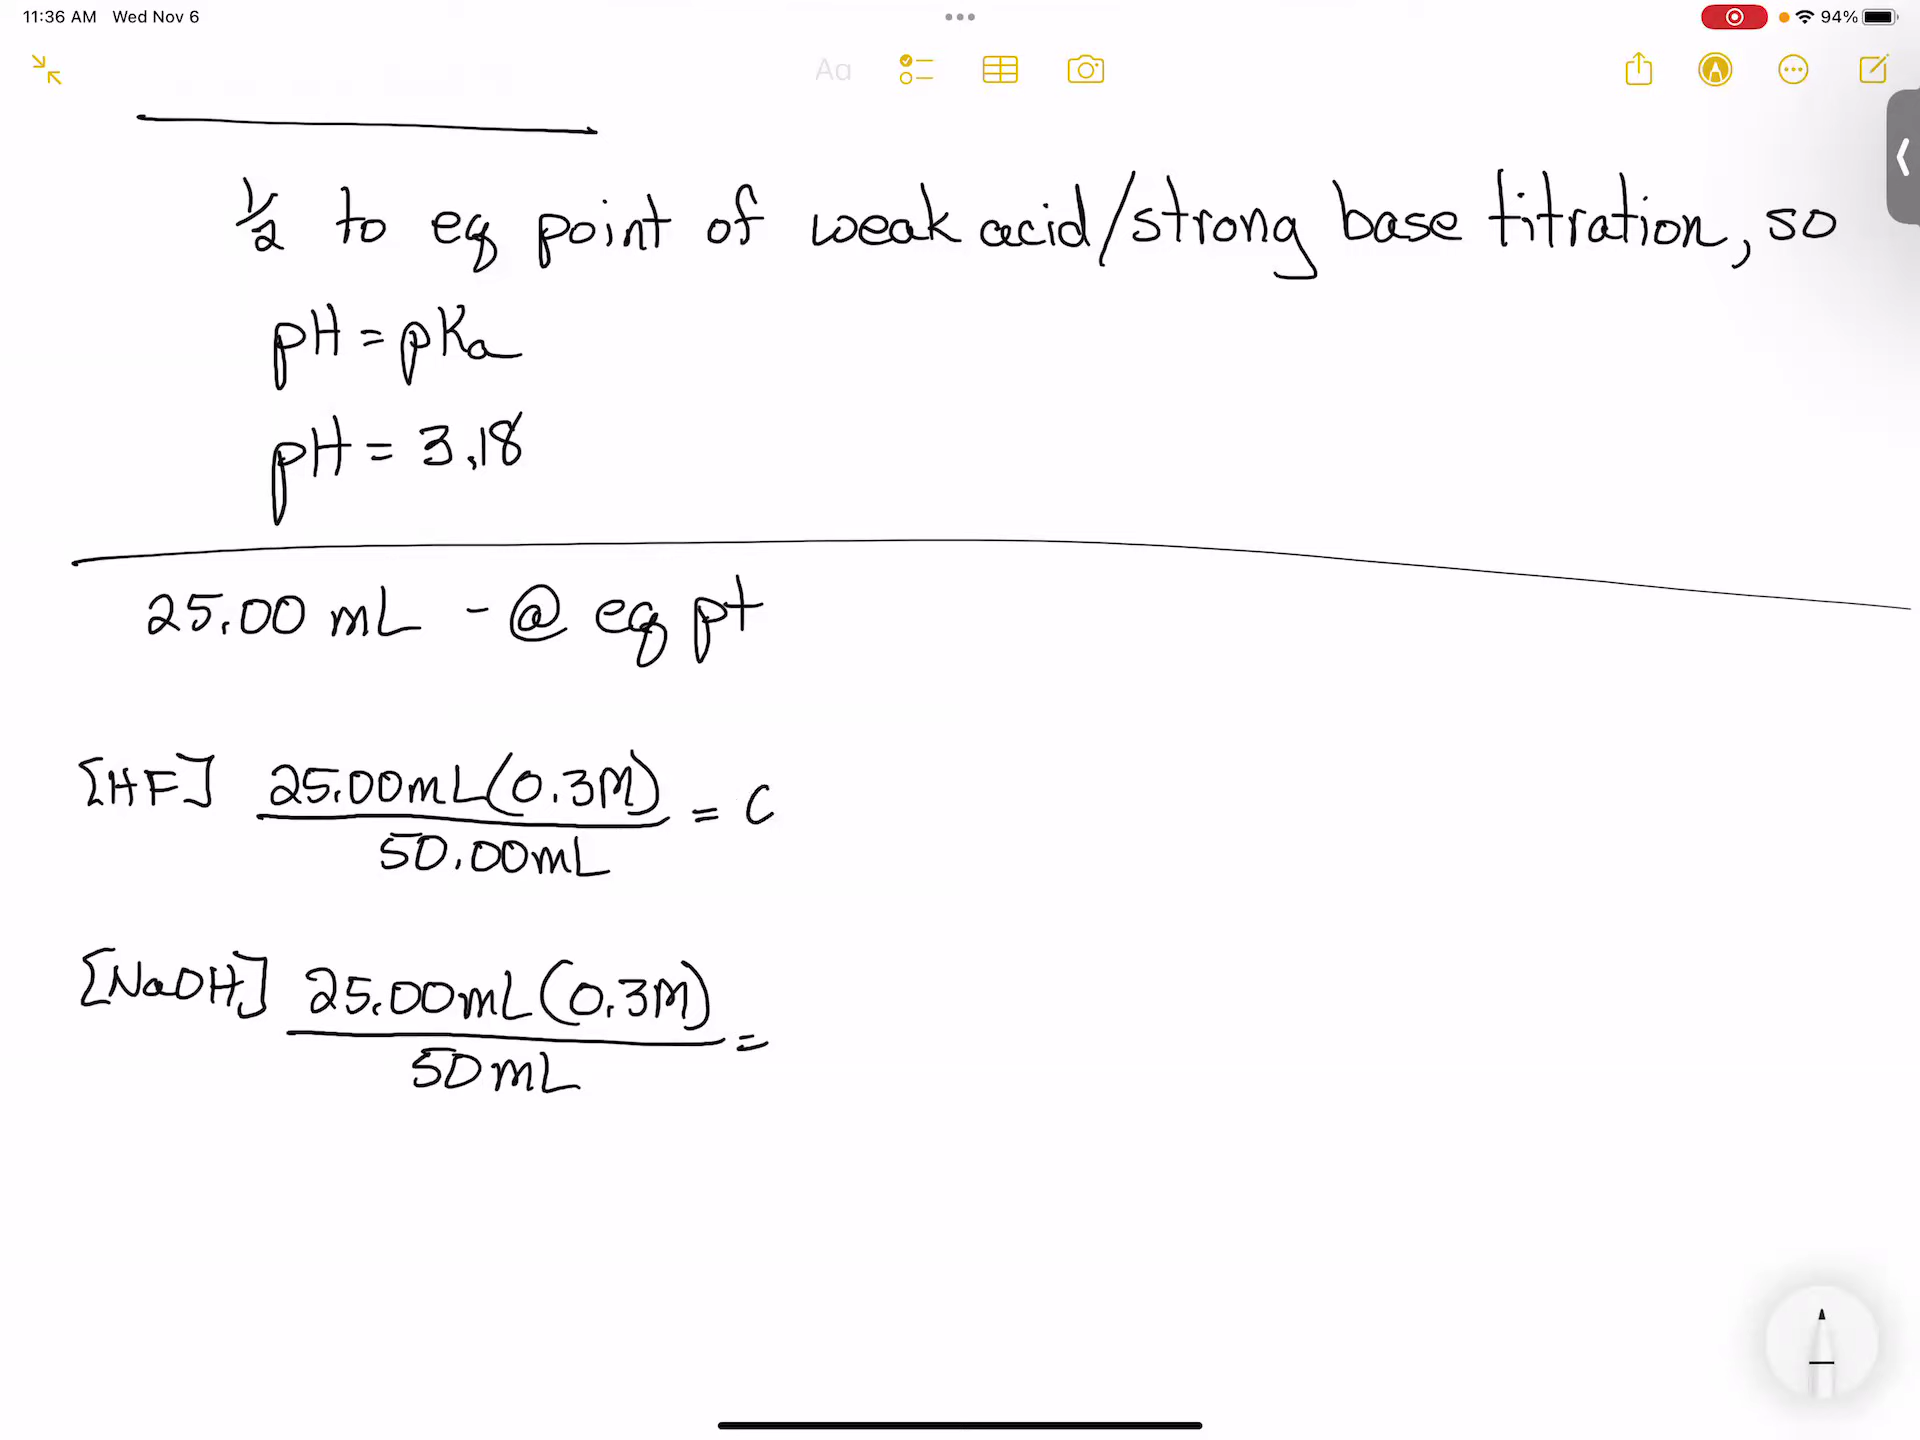 11:36 AM Wed Nov 6
94%
Aa
1/2 to eq point of weak acid/strong base titration, so
pH = pKa
pH = 3.18
25.00 mL - @ eq pt
[HF] 25.00mL(0.3M) = C
50.00mL
[NaOH] 25.00mL(0.3M) =
50mL